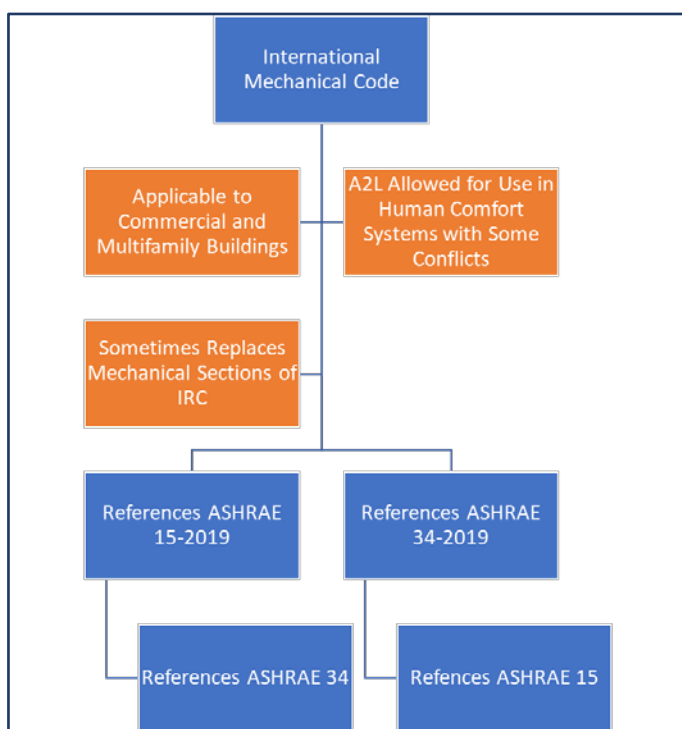 International
Mechanical Code
Applicable to
Commercial and
Multifamily Buildings
A2L Allowed for Use in
Human Comfort
Systems with Some
Conflicts
Sometimes Replaces
Mechanical Sections of
IRC
References ASHRAE
15-2019
References ASHRAE
34-2019
References ASHRAE 34
Refences ASHRAE 15